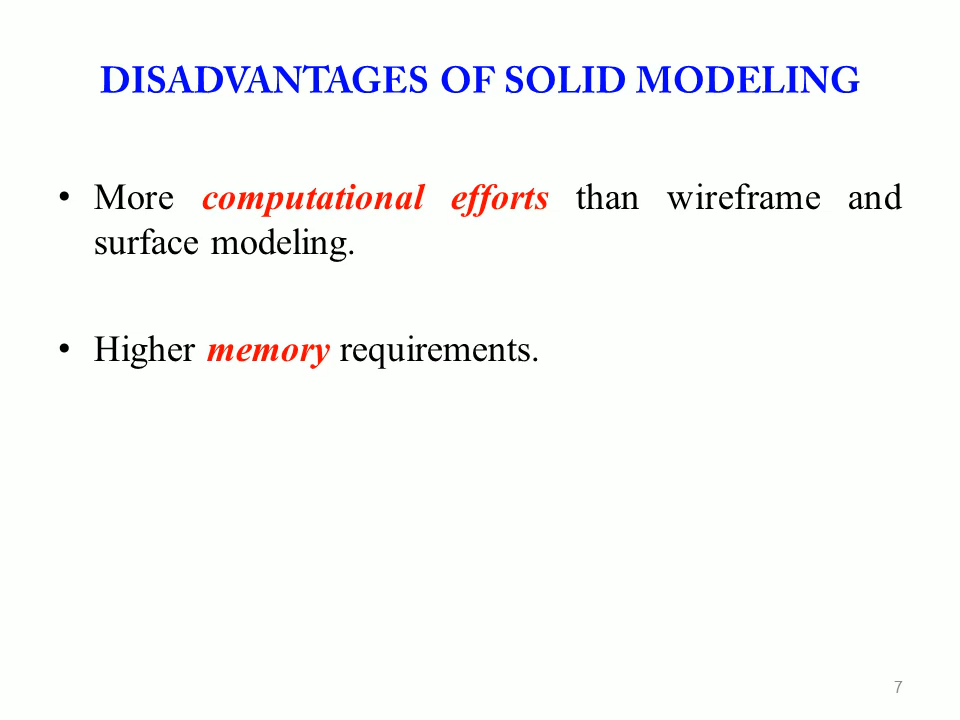 DISADVANTAGES OF SOLID MODELING
• More computational efforts than wireframe and
surface modeling.
• Higher memory requirements.
7